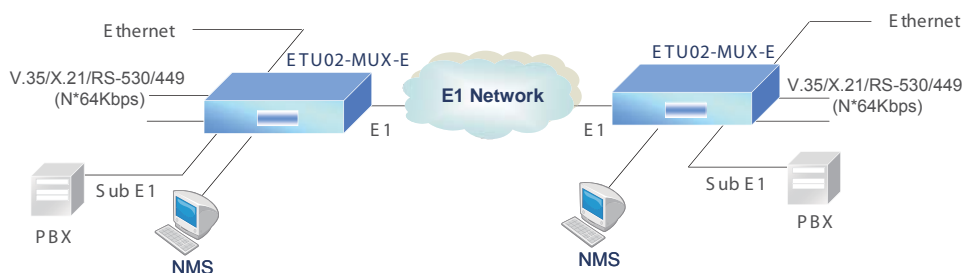 Ethernet
ETU02-MUX-E
V.35/X.21/RS-530/449
(N*64Kbps)
E1
Sub E1
PBX
NMS
E1 Network
Ethernet
ETU02-MUX-E
V.35/X.21/RS-530/449
(N*64Kbps)
E1
Sub E1
PBX
NMS